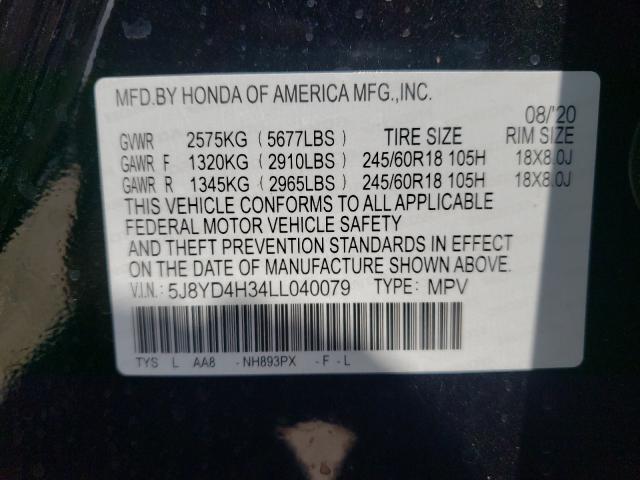 MFD.BY HONDA OF AMERICA MFG.,INC.
08/'20
GVWR 2575KG (5677LBS) TIRE SIZE RIM SIZE
GAWR F 1320KG (2910LBS) 245/60R18 105H 18X8.0J
GAWR R 1345KG (2965LBS) 245/60R18 105H 18X8.0J
THIS VEHICLE CONFORMS TO ALL APPLICABLE
FEDERAL MOTOR VEHICLE SAFETY
AND THEFT PREVENTION STANDARDS IN EFFECT
ON THE DATE OF MANUFACTURE SHOWN ABOVE.
V.I.N.: 5J8YD4H34LL040079 TYPE: MPV
TYS L AA8 -NH893PX -F-L